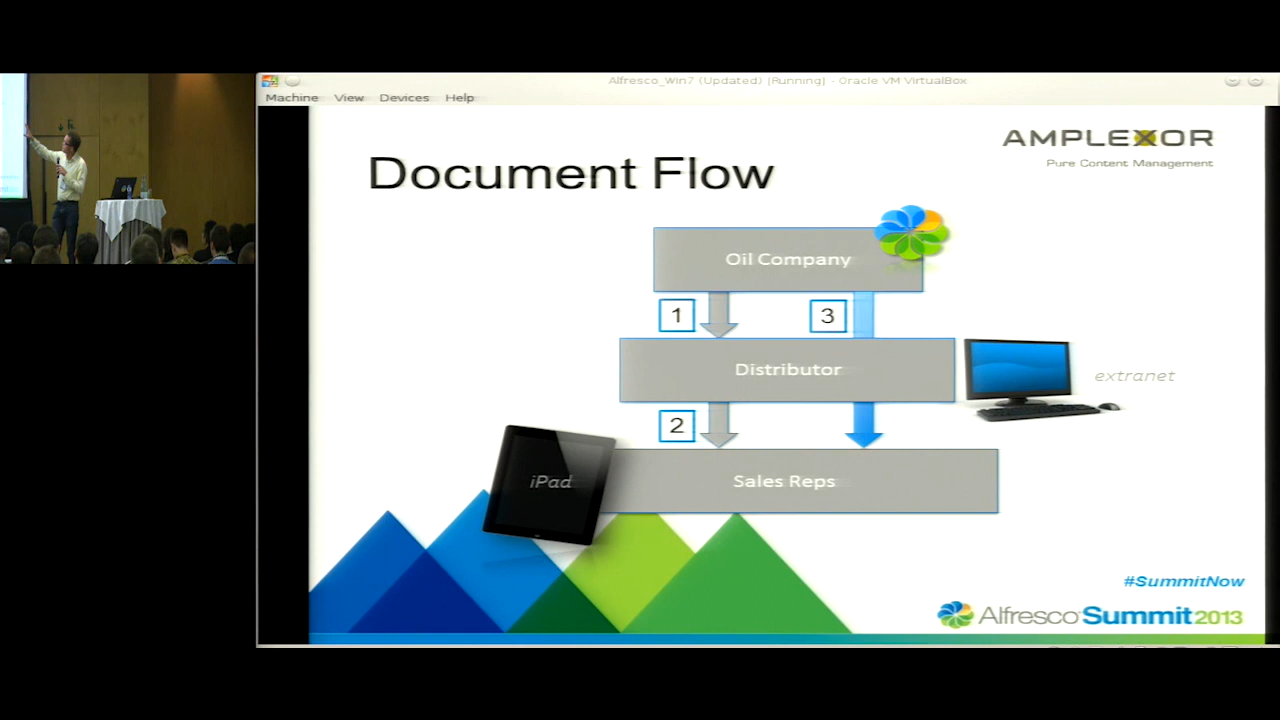 Alfresco_Win7 (Updated) [Running] - Oracle VM VirtualBox
Machine View Devices Help
AMPLEXOR
Pure Content Management
Document Flow
Oil Company
1
3
Distributor
extranet
2
iPad
Sales Reps
#SummitNow
Alfresco Summit 2013